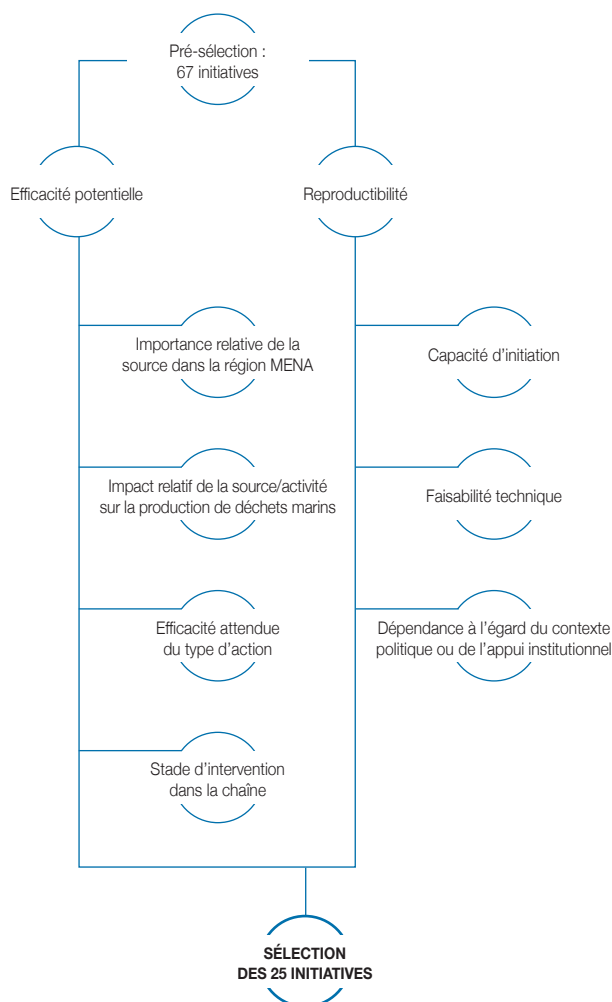 Pré-sélection :
67 initiatives
Efficacité potentielle
Reproductibilité
Importance relative de la
source dans la région MENA
Capacité d’initiation
Impact relatif de la source/activité
sur la production de déchets marins
Faisabilité technique
Efficacité attendue
du type d’action
Dépendance à l’égard du contexte
politique ou de l’appui institutionnel
Stade d’intervention
dans la chaîne
SÉLECTION
DES 25 INITIATIVES